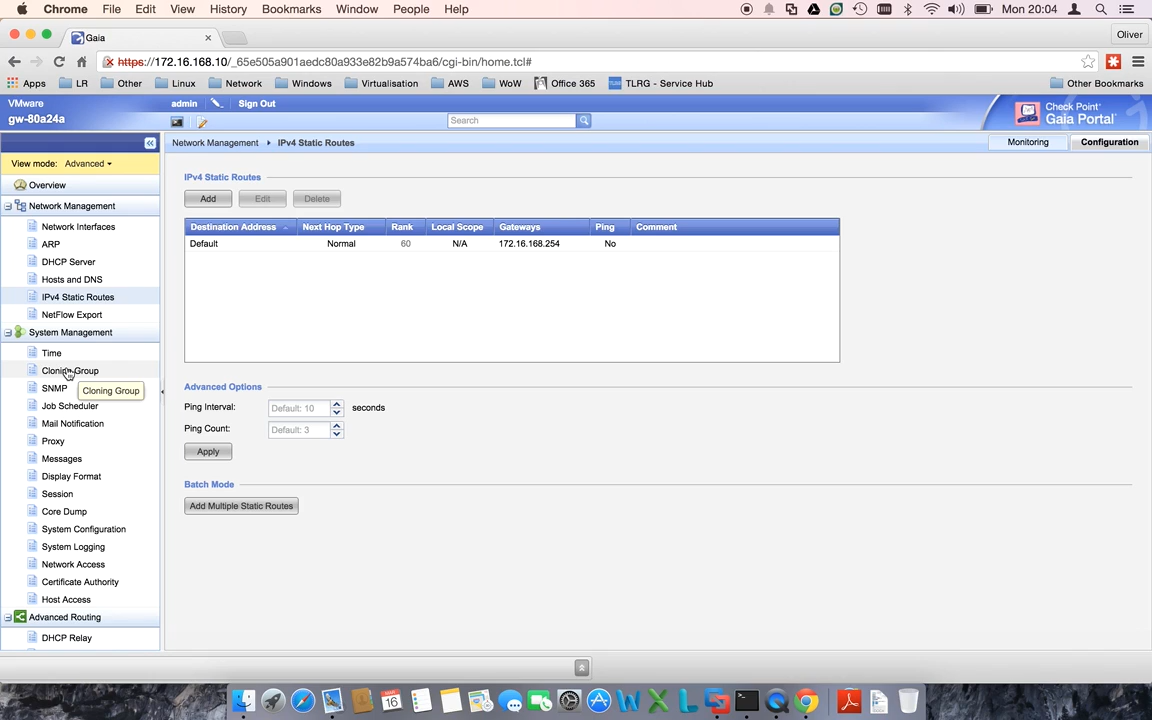 Chrome File Edit View History Bookmarks Window People Help Mon 20:04
Gaia × Oliver
https://172.16.168.10/_65e505a901aedc80a933e82b9a574ba6/cgi-bin/home.tcl#
Apps LR Other Linux Network Windows Virtualisation AWS WoW Office 365 TLRG - Service Hub Other Bookmarks
VMware admin Sign Out
gw-80a24a
Search
Check Point
Gaia Portal
Network Management IPv4 Static Routes Monitoring Configuration
View mode: Advanced
Overview
Network Management
Network Interfaces
ARP
DHCP Server
Hosts and DNS
IPv4 Static Routes
NetFlow Export
System Management
Time
Cloning Group
SNMP
Cloning Group
Job Scheduler
Mail Notification
Proxy
Messages
Display Format
Session
Core Dump
System Configuration
System Logging
Network Access
Certificate Authority
Host Access
Advanced Routing
DHCP Relay
IPv4 Static Routes
Add Edit Delete
Destination Address Next Hop Type Rank Local Scope Gateways Ping Comment
Default Normal 60 N/A 172.16.168.254 No
Advanced Options
Ping Interval: Default: 10 seconds
Ping Count: Default: 3
Apply
Batch Mode
Add Multiple Static Routes